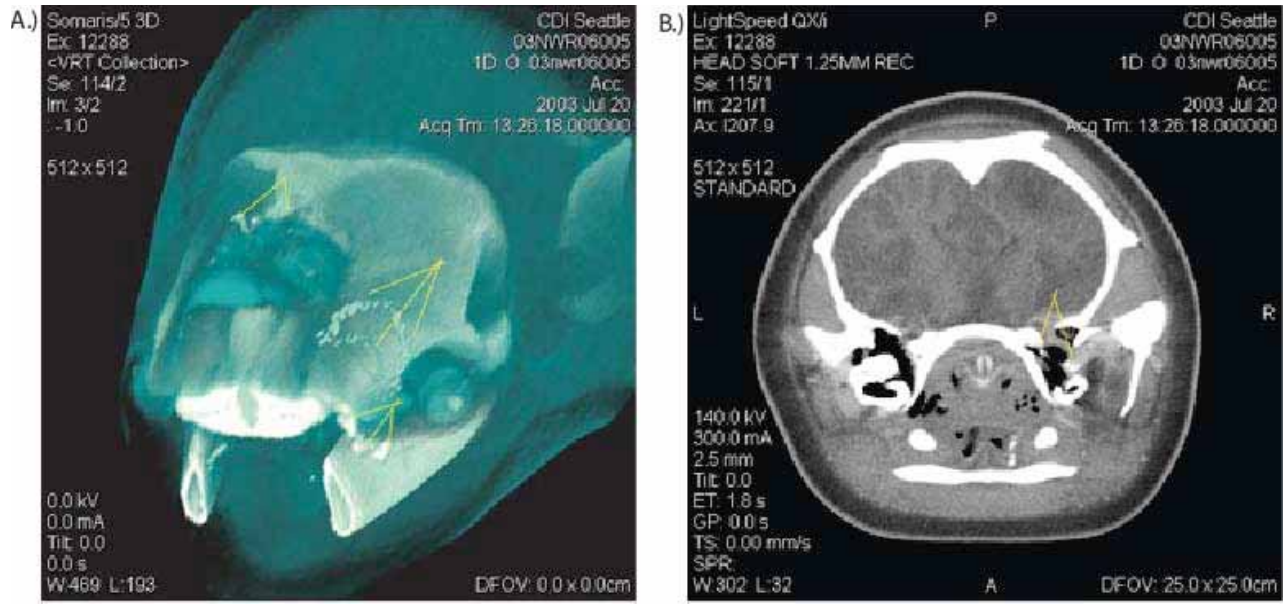 A.)
Somaris/5 3D
Ex: 12288
<VRT Collection>
Se: 114/2
Im: 3/2
: -1.0
512 x 512
CDI Seattle
03NWR06005
1D O 03nwr06005
Acc:
2003 Jul 20
Acq Tm: 13:26:18.000000
0.0 kV
0.0 mA
Tilt: 0.0
0.0 s
W:469 L:193
DFOV: 0.0 x 0.0cm
B.)
LightSpeed QX/i
Ex: 12288
HEAD SOFT 1.25MM REC
Se: 115/1
Im: 221/1
Ax: I207.9
512 x 512
STANDARD
P
CDI Seattle
03NWR06005
1D O 03nwr06005
Acc:
2003 Jul 20
Acq Tm: 13:26:18.000000
L
R
140.0 kV
300.0 mA
2.5 mm
Tilt: 0.0
ET: 1.8 s
GP: 0.0 s
TS: 0.00 mm/s
SPR:
W:302 L:32
A
DFOV: 25.0 x 25.0cm